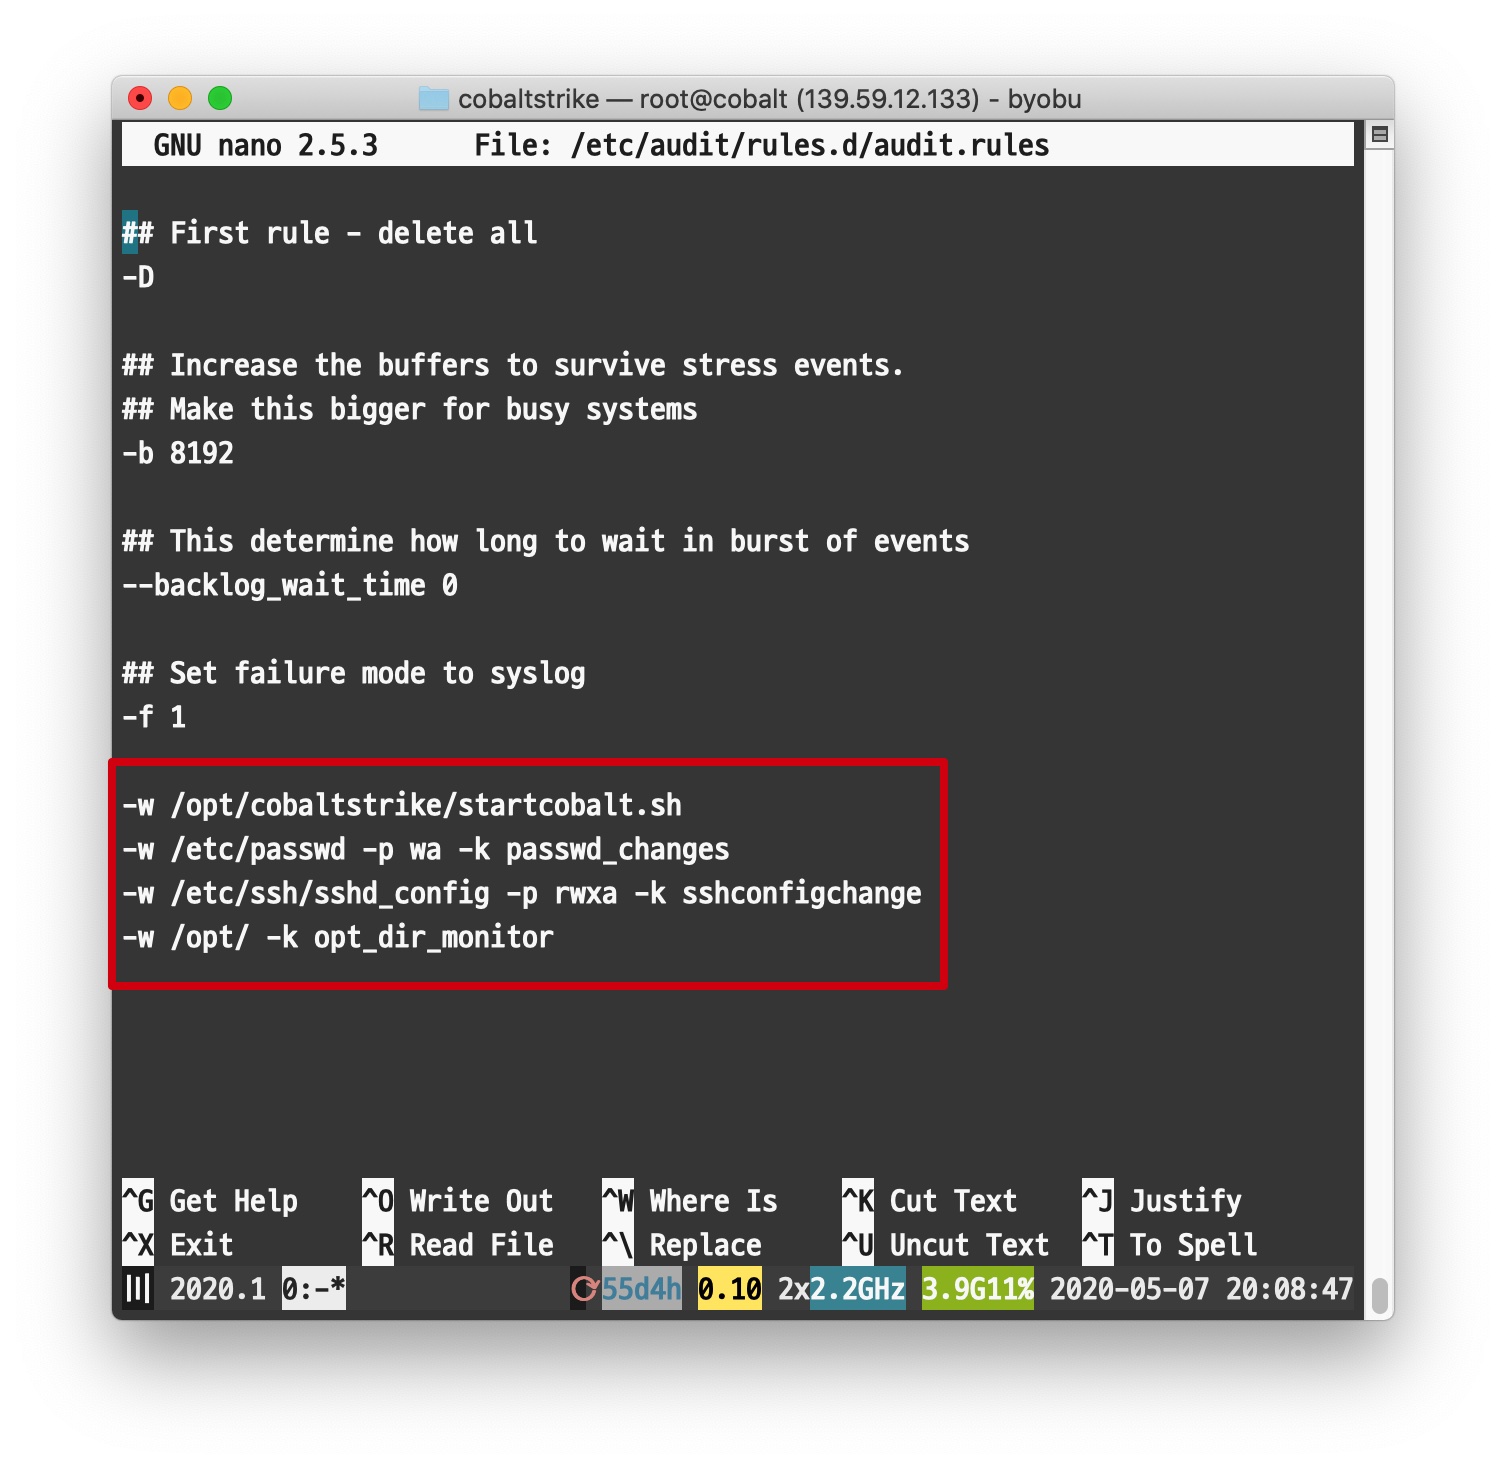 cobaltstrike — root@cobalt (139.59.12.133) - byobu
GNU nano 2.5.3 File: /etc/audit/rules.d/audit.rules
## First rule - delete all
-D
## Increase the buffers to survive stress events.
## Make this bigger for busy systems
-b 8192
## This determine how long to wait in burst of events
--backlog_wait_time 0
## Set failure mode to syslog
-f 1
-w /opt/cobaltstrike/startcobalt.sh
-w /etc/passwd -p wa -k passwd_changes
-w /etc/ssh/sshd_config -p rwxa -k sshconfigchange
-w /opt/ -k opt_dir_monitor
^G Get Help ^O Write Out ^W Where Is ^K Cut Text ^J Justify
^X Exit ^R Read File ^\ Replace ^U Uncut Text ^T To Spell
2020.1 0:-* 55d4h 0.10 2x2.2GHz 3.9G11% 2020-05-07 20:08:47